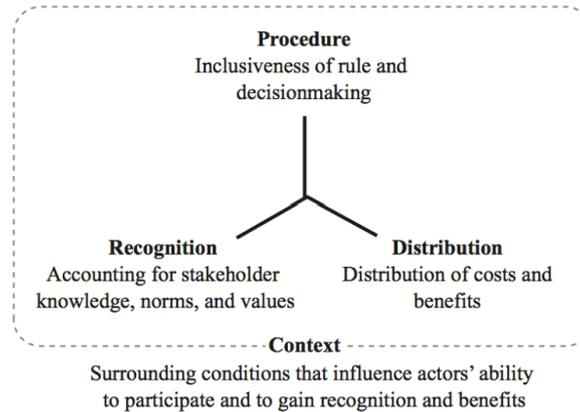 Procedure
Inclusiveness of rule and
decisionmaking
Recognition
Accounting for stakeholder
knowledge, norms, and values
Distribution
Distribution of costs and
benefits
Context
Surrounding conditions that influence actors’ ability
to participate and to gain recognition and benefits